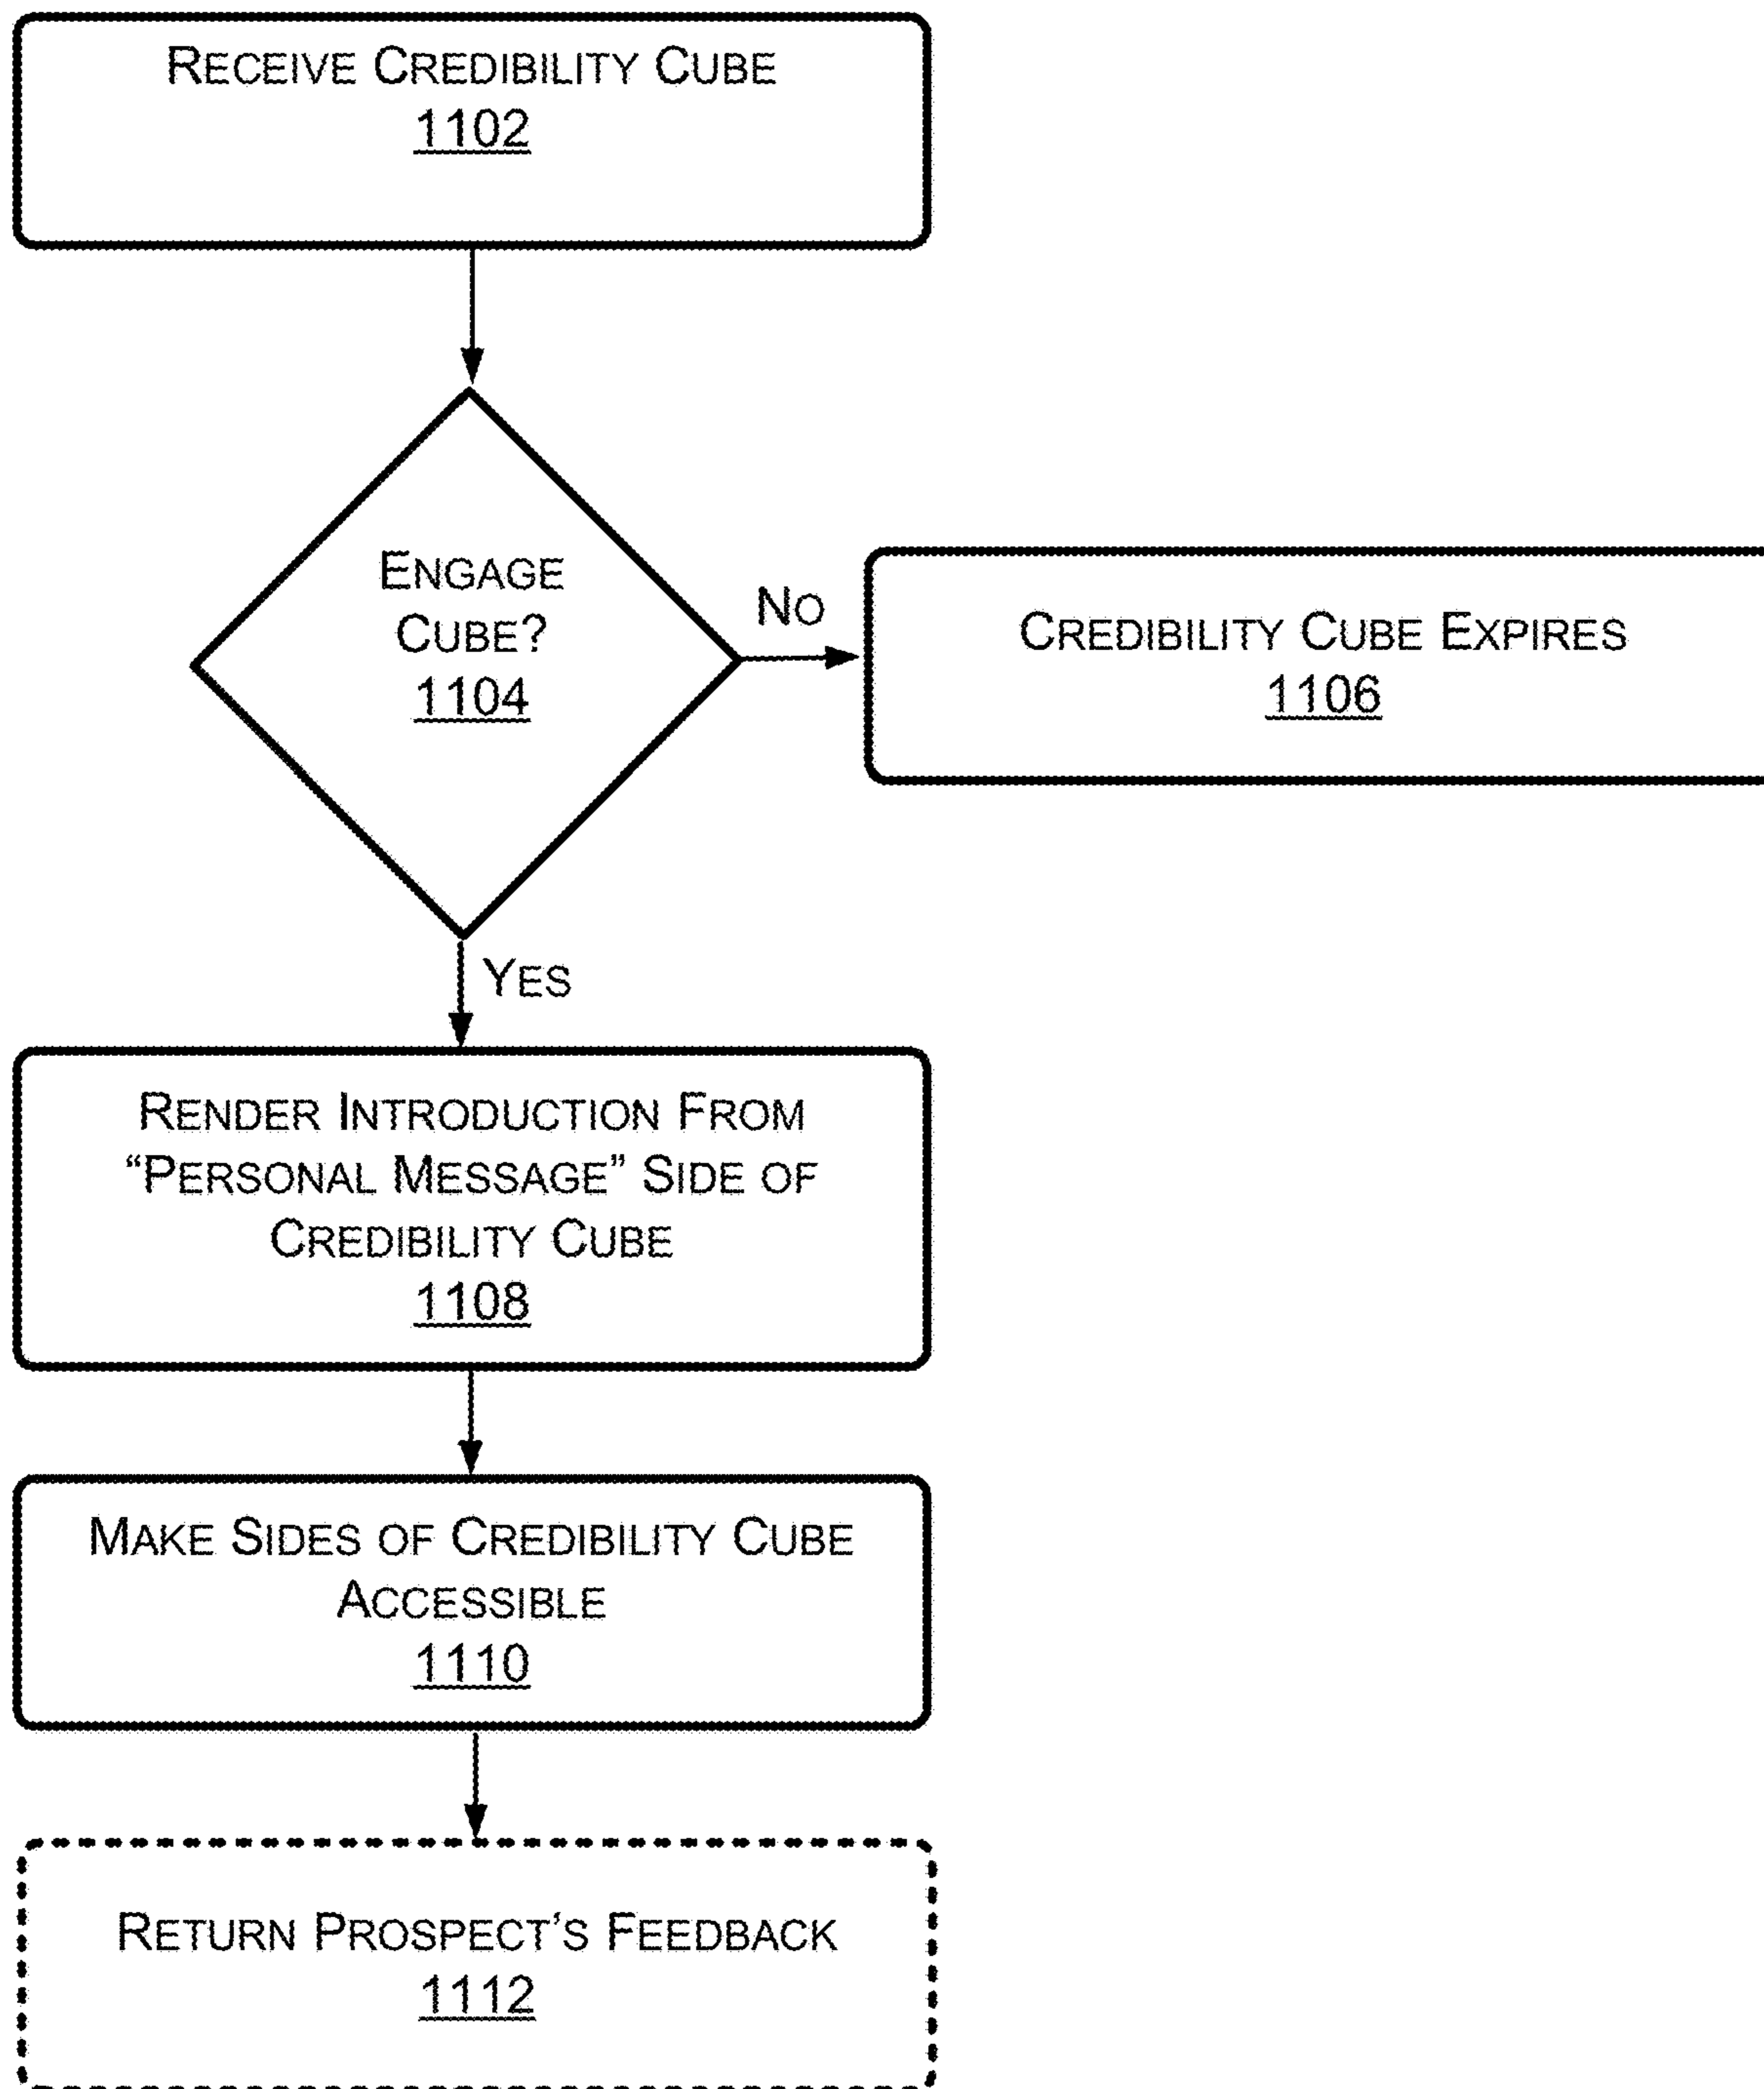 RECEIVE CREDIBILITY CUBE
1102
ENGAGE
CUBE?
1104
NO
CREDIBILITY CUBE EXPIRES
1106
YES
RENDER INTRODUCTION FROM
“PERSONAL MESSAGE” SIDE OF
CREDIBILITY CUBE
1108
MAKE SIDES OF CREDIBILITY CUBE
ACCESSIBLE
1110
RETURN PROSPECT’S FEEDBACK
1112